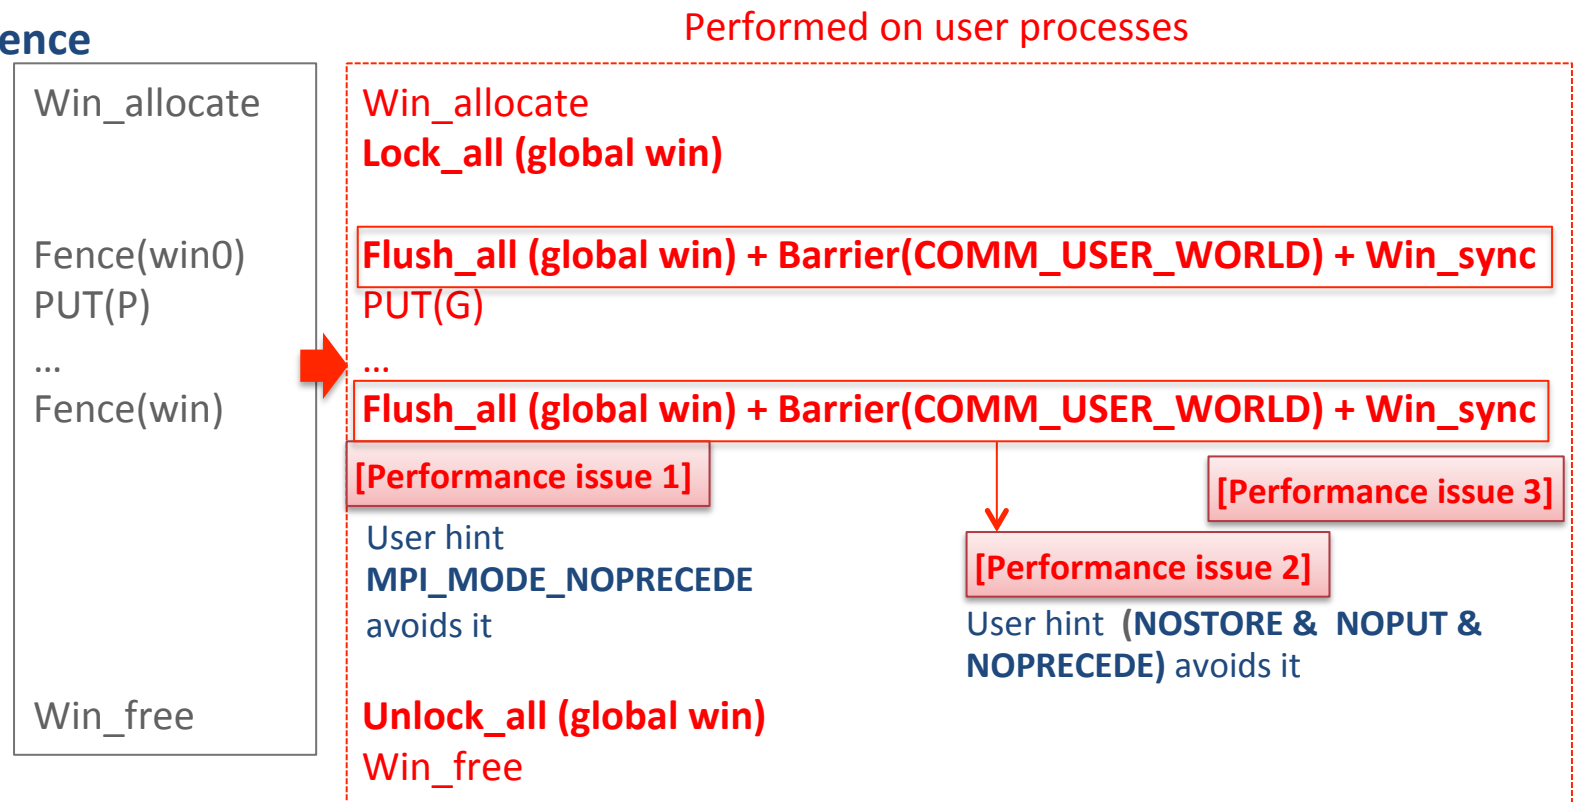 ence
Performed on user processes
Win_allocate
Fence(win0)
PUT(P)
...
Fence(win)
Win_free
Win_allocate
Lock_all (global win)
Flush_all (global win) + Barrier(COMM_USER_WORLD) + Win_sync
PUT(G)
...
Flush_all (global win) + Barrier(COMM_USER_WORLD) + Win_sync
[Performance issue 1]
User hint
MPI_MODE_NOPRECEDE
avoids it
[Performance issue 3]
[Performance issue 2]
User hint (NOSTORE & NOPUT &
NOPRECEDE) avoids it
Unlock_all (global win)
Win_free